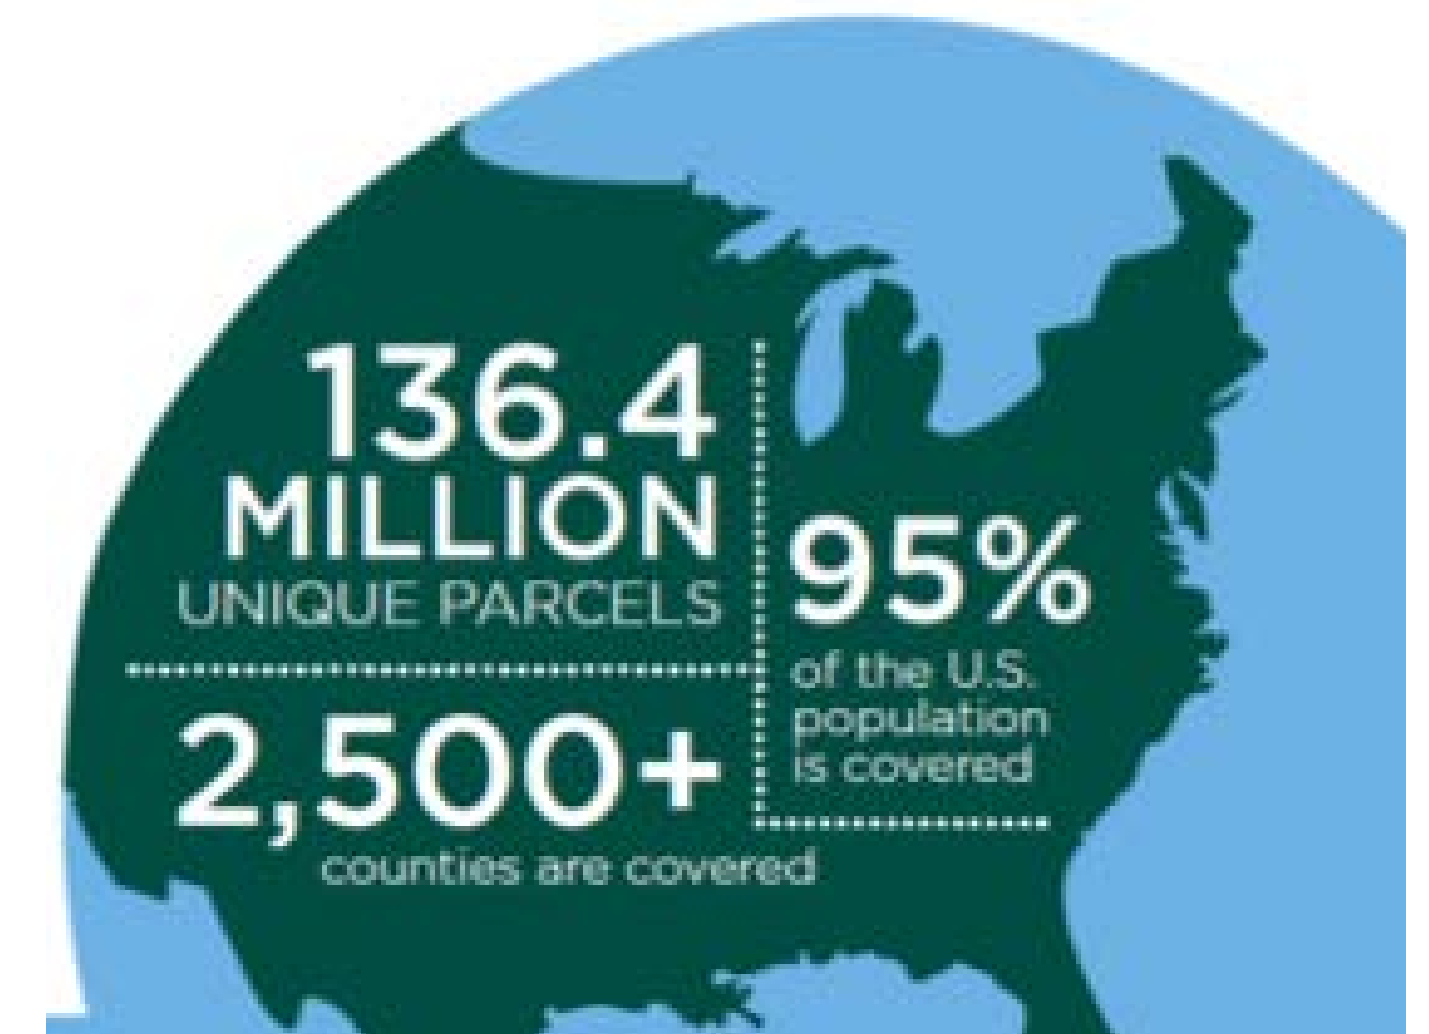 136.4
MILLION
UNIQUE PARCELS
2,500+
counties are covered
95%
of the U.S.
population
is covered